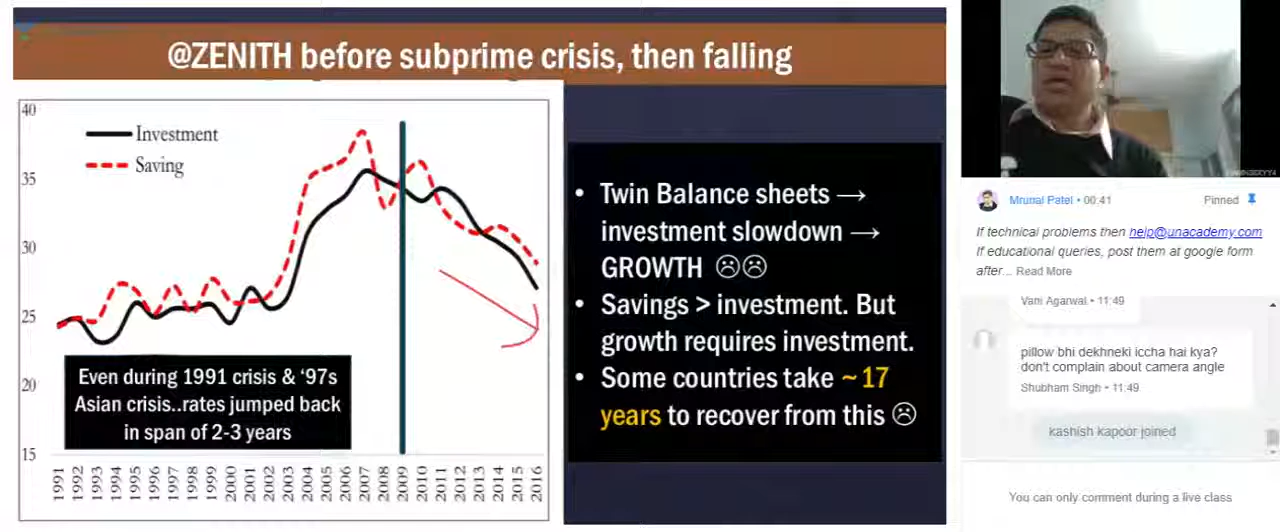 @ZENITH before subprime crisis, then falling
40
35
30
25
20
15
Investment
Saving
Even during 1991 crisis & ‘97s
Asian crisis..rates jumped back
in span of 2-3 years
1991
1992
1993
1994
1995
1996
1997
1998
1999
2000
2001
2002
2003
2004
2005
2006
2007
2008
2009
2010
2011
2012
2013
2014
2015
2016
• Twin Balance sheets →
investment slowdown →
GROWTH ☹☹
• Savings > investment. But
growth requires investment.
• Some countries take ~17
years to recover from this ☹
Mrunal Patel • 00:41
Pinned
If technical problems then help@unacademy.com
If educational queries, post them at google form
after... Read More
Vani Agarwal • 11:49
pillow bhi dekhneki iccha hai kya?
don't complain about camera angle
Shubham Singh • 11:49
kashish kapoor joined
You can only comment during a live class